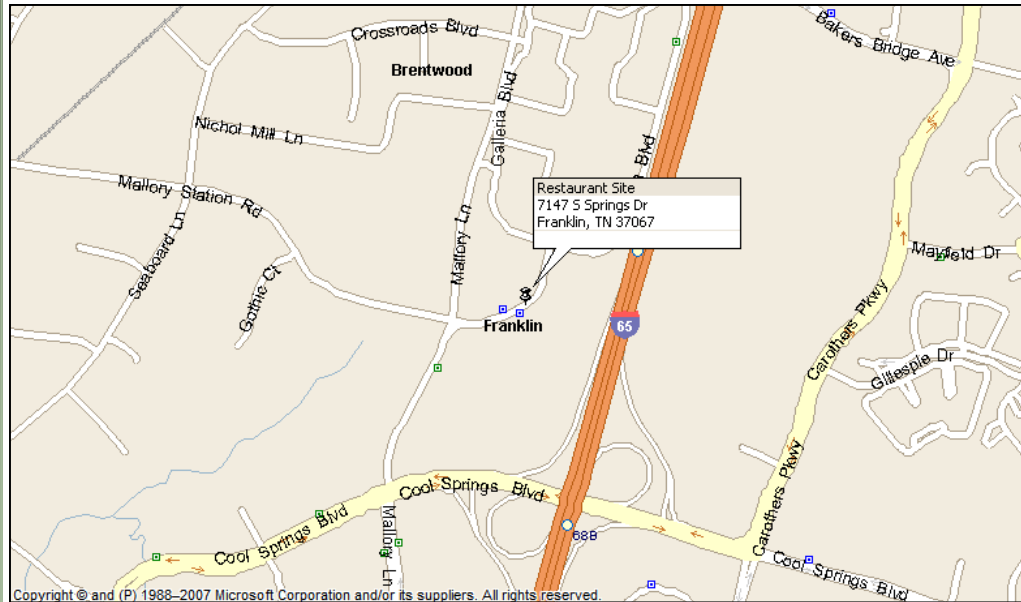 Crossroads Blvd
Bakers Bridge Ave
Brentwood
Galleria Blvd
Nichol Mill Ln
Blvd
Mallory Station Rd
Restaurant Site
7147 S Springs Dr
Franklin, TN 37067
Mallory Ln
Seaboard Ln
Gothic Ct
Mayfield Dr
Franklin
65
Carothers Pkwy
Gillespie Dr
Cool Springs Blvd
Carothers Pkwy
Mallory Ln
Cool Springs Blvd
68B
Cool Springs Blvd
Copyright © and (P) 1988–2007 Microsoft Corporation and/or its suppliers. All rights reserved.